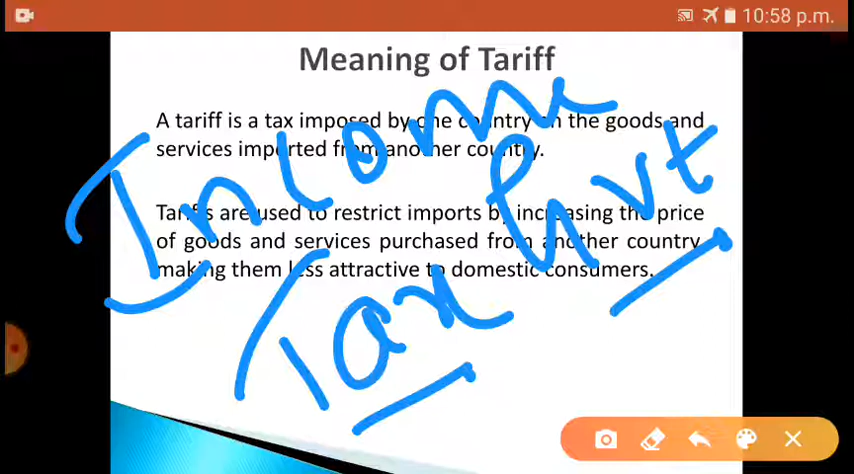 10:58 p.m.
Meaning of Tariff
A tariff is a tax imposed by one country on the goods and
services imported from another country.
Tariffs are used to restrict imports by increasing the price
of goods and services purchased from another country,
making them less attractive to domestic consumers.
Income
Tax
Gvt